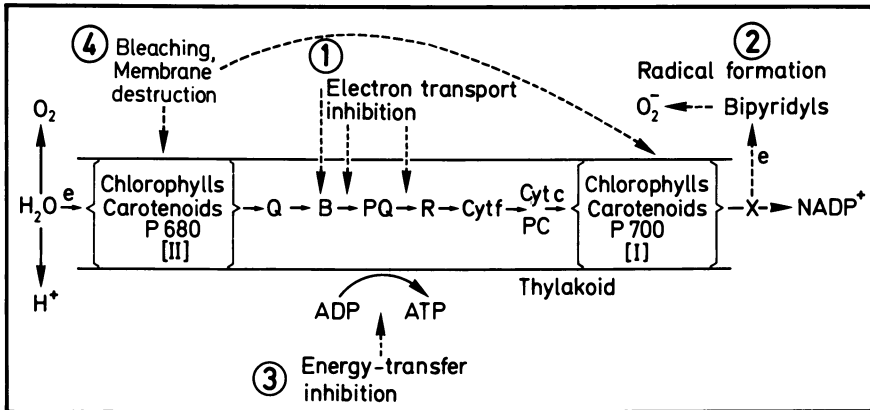 ④ Bleaching,
Membrane
destruction
①
Electron transport
inhibition
②
Radical formation
O₂⁻ Bipyridyls
O₂
H₂O e
H⁺
Chlorophylls
Carotenoids
P 680
[II]
Q B PQ R Cytf Cytc
PC
Chlorophylls
Carotenoids
P 700
[I]
e
X NADP⁺
Thylakoid
ADP ATP
③ Energy-transfer
inhibition